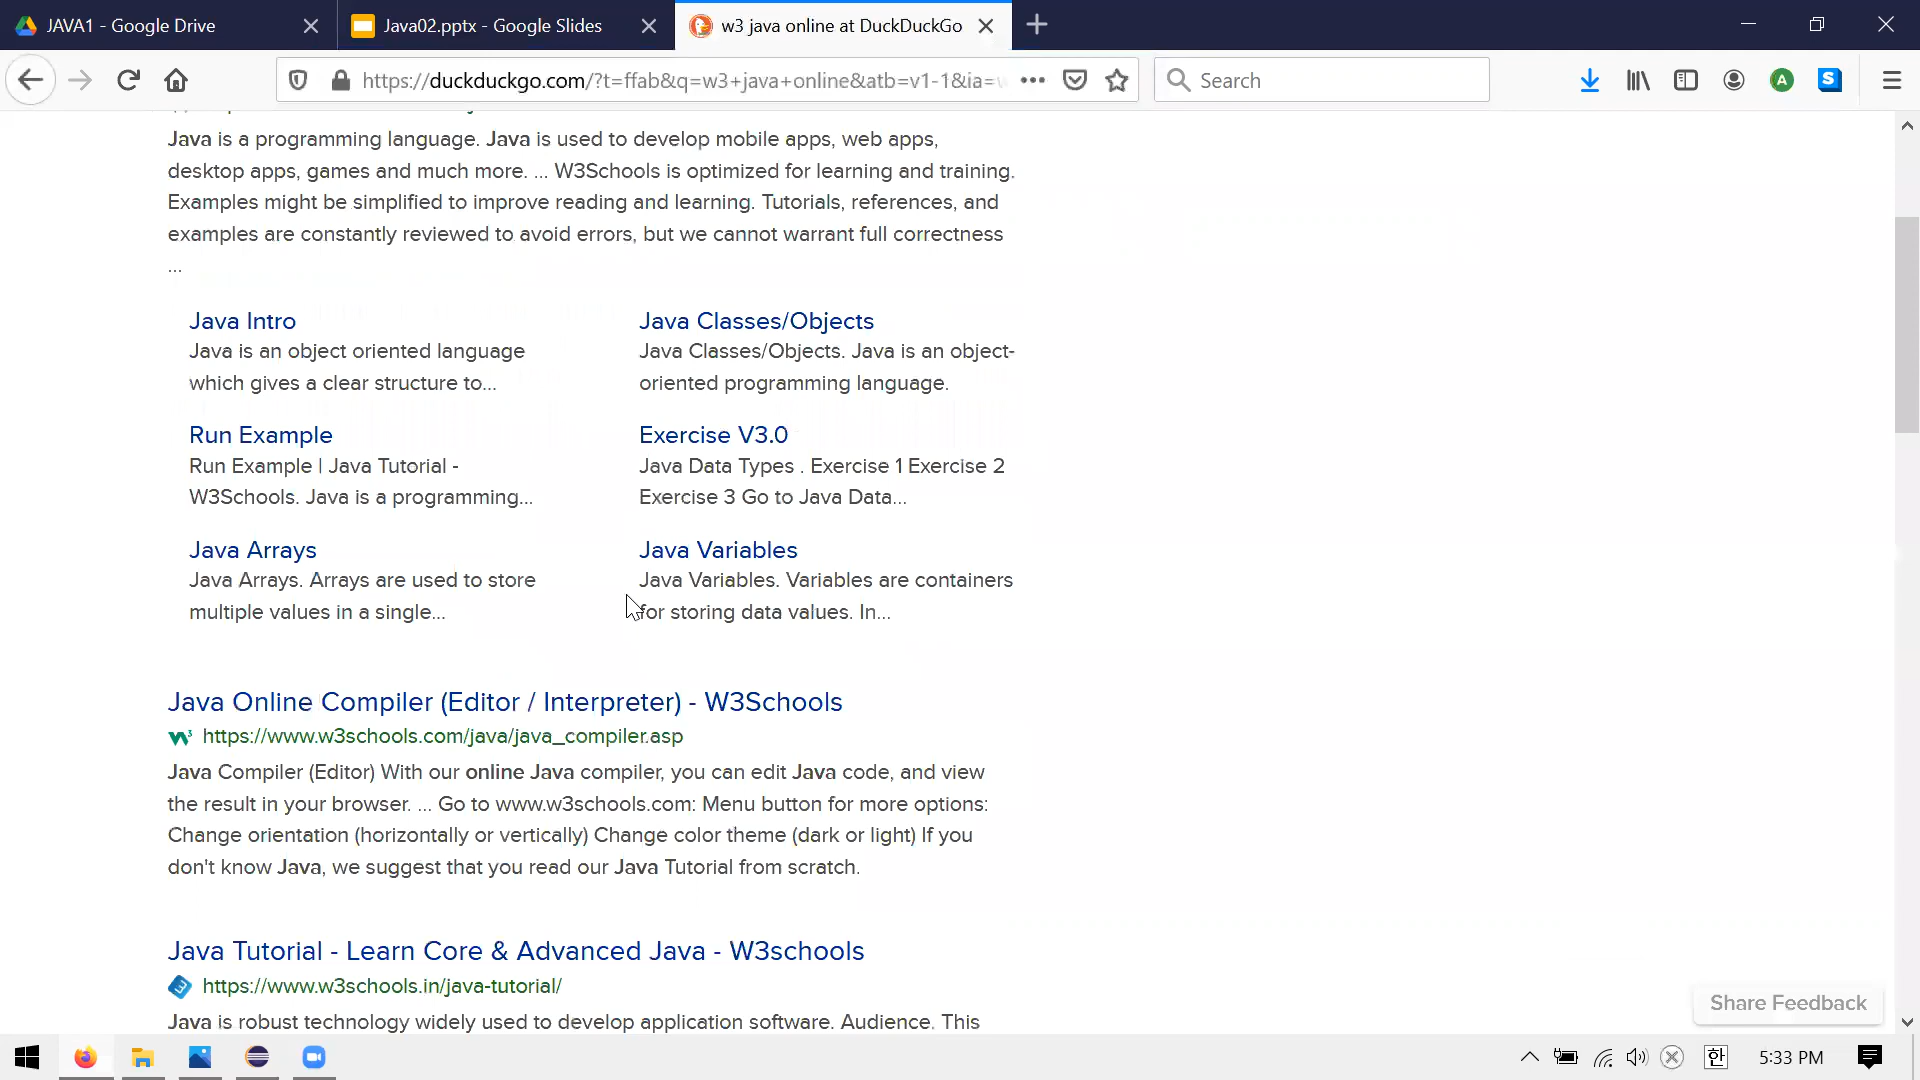 JAVA1 - Google Drive
Java02.pptx - Google Slides
w3 java online at DuckDuckGo
https://duckduckgo.com/?t=ffab&q=w3+java+online&atb=v1-1&ia=
Search
Java is a programming language. Java is used to develop mobile apps, web apps,
desktop apps, games and much more. ... W3Schools is optimized for learning and training.
Examples might be simplified to improve reading and learning. Tutorials, references, and
examples are constantly reviewed to avoid errors, but we cannot warrant full correctness
...
Java Intro
Java is an object oriented language
which gives a clear structure to...
Java Classes/Objects
Java Classes/Objects. Java is an object-
oriented programming language.
Run Example
Run Example | Java Tutorial -
W3Schools. Java is a programming...
Exercise V3.0
Java Data Types . Exercise 1 Exercise 2
Exercise 3 Go to Java Data...
Java Arrays
Java Arrays. Arrays are used to store
multiple values in a single...
Java Variables
Java Variables. Variables are containers
for storing data values. In...
Java Online Compiler (Editor / Interpreter) - W3Schools
https://www.w3schools.com/java/java_compiler.asp
Java Compiler (Editor) With our online Java compiler, you can edit Java code, and view
the result in your browser. ... Go to www.w3schools.com: Menu button for more options:
Change orientation (horizontally or vertically) Change color theme (dark or light) If you
don't know Java, we suggest that you read our Java Tutorial from scratch.
Java Tutorial - Learn Core & Advanced Java - W3schools
https://www.w3schools.in/java-tutorial/
Java is robust technology widely used to develop application software. Audience. This
Share Feedback
한
5:33 PM